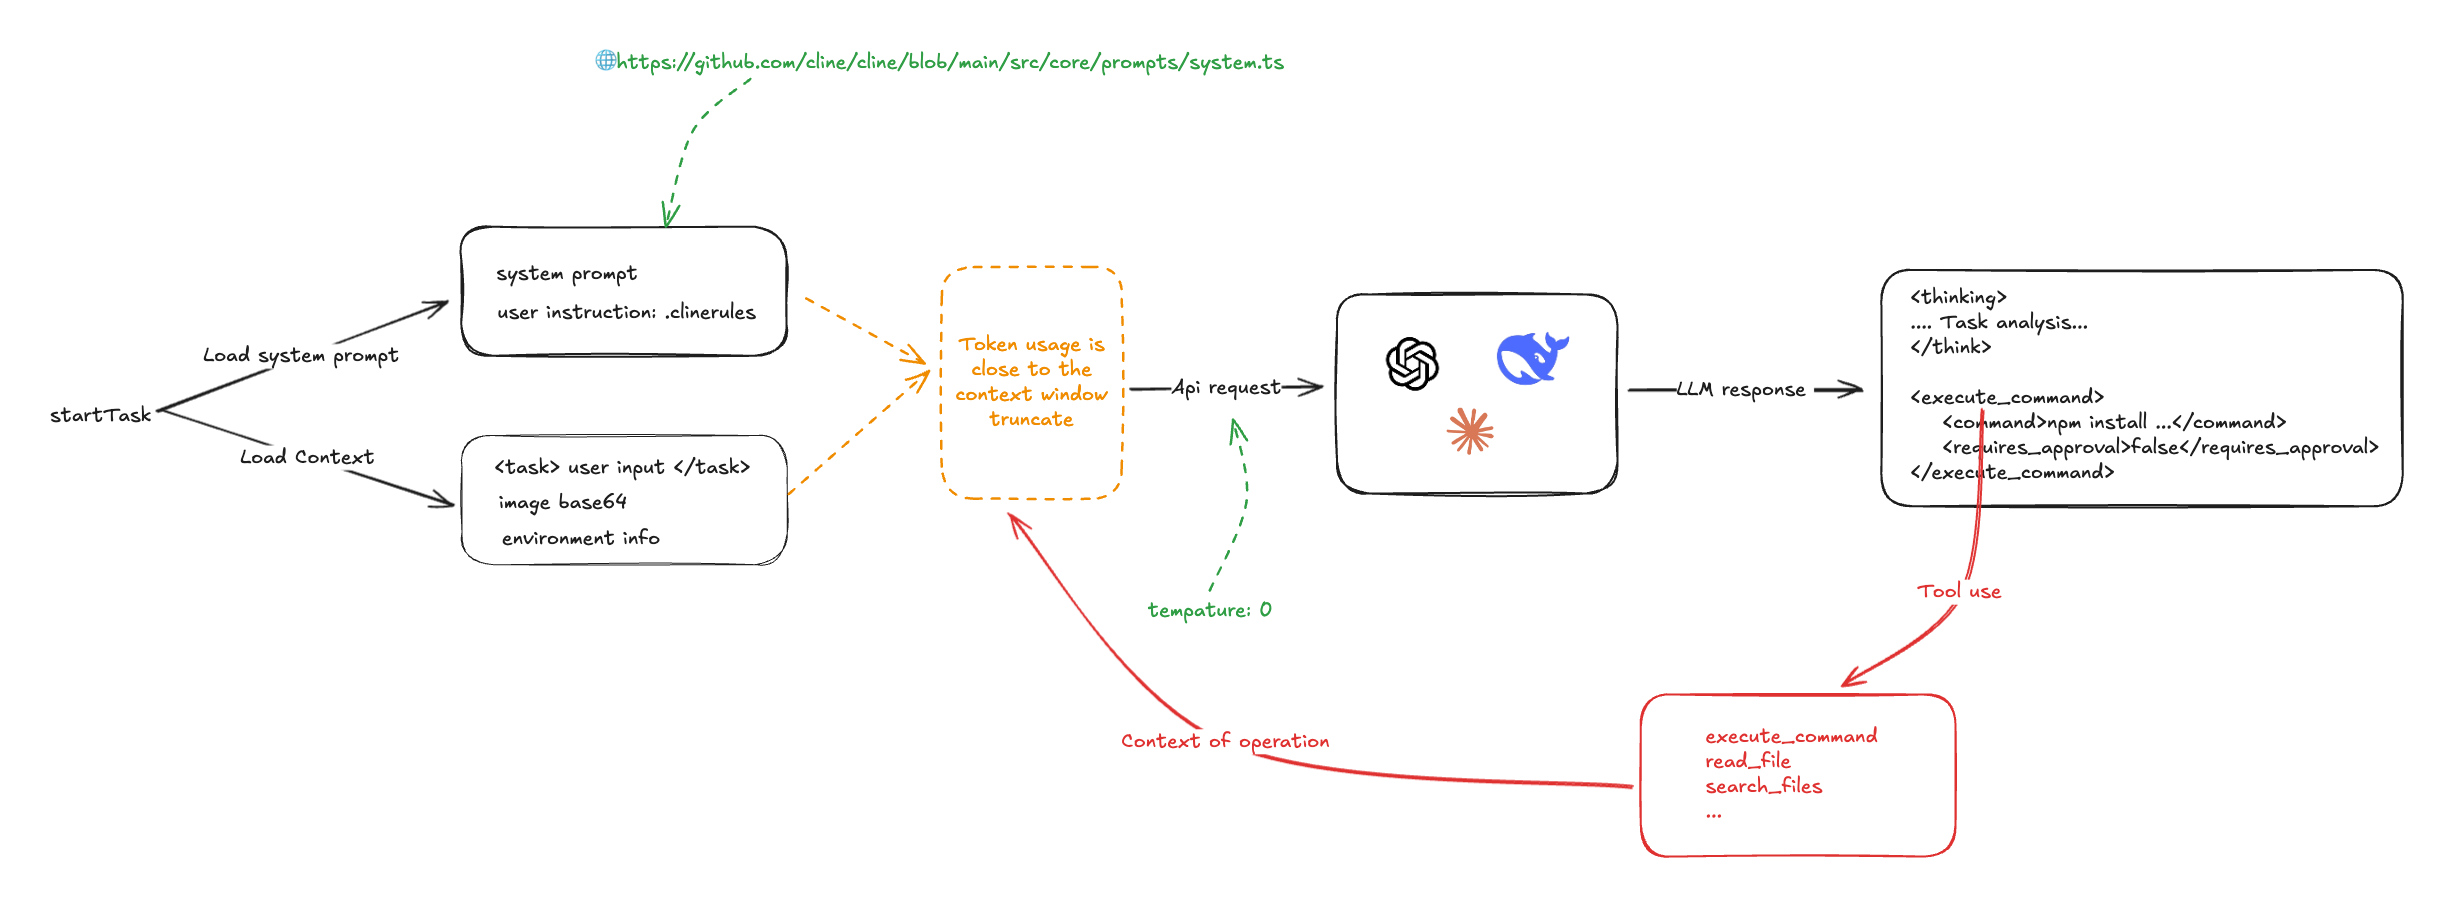 🌐https://github.com/cline/cline/blob/main/src/core/prompts/system.ts
system prompt
user instruction: .clinerules
Load system prompt
startTask
Load Context
<task> user input </task>
image base64
environment info
Token usage is
close to the
context window
truncate
Api request
tempature: 0
LLM response
<thinking>
.... Task analysis...
</think>
<execute_command>
<command>npm install ...</command>
<requires_approval>false</requires_approval>
</execute_command>
Tool use
execute_command
read_file
search_files
...
Context of operation